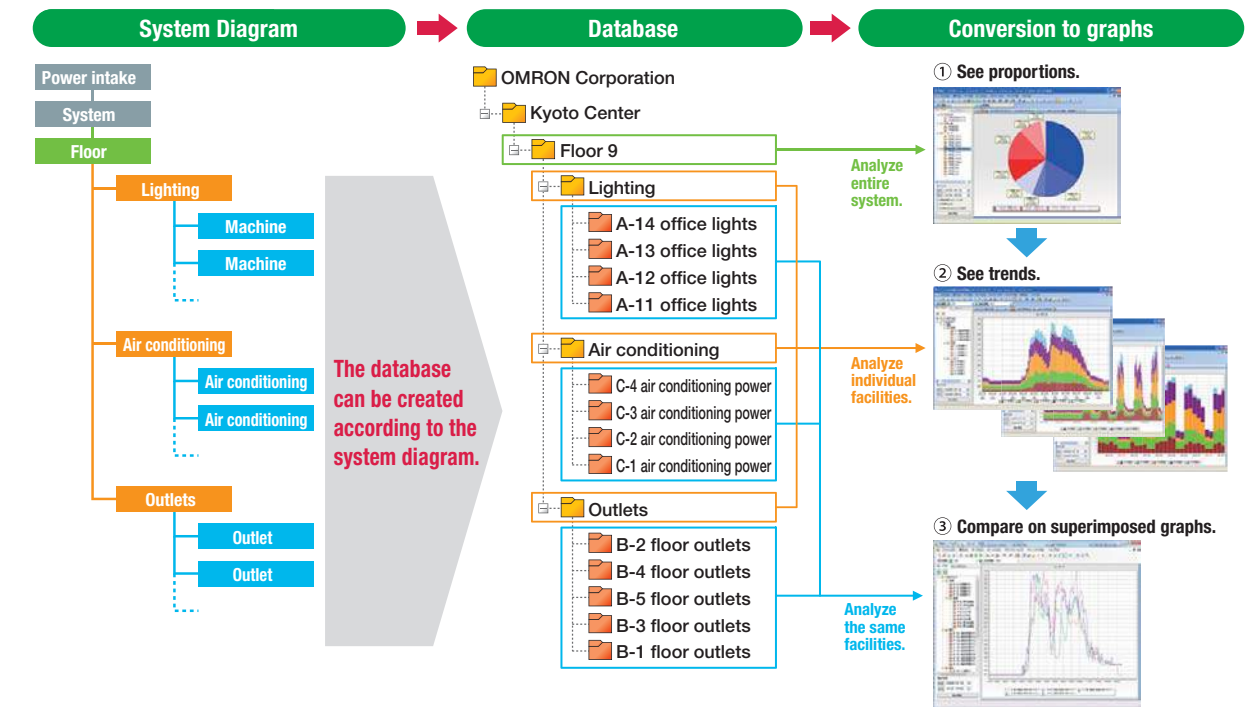 System Diagram
Database
Conversion to graphs
Power intake
System
Floor
Lighting
Machine
Machine
Air conditioning
Air conditioning
Air conditioning
Outlets
Outlet
Outlet
The database
can be created
according to the
system diagram.
OMRON Corporation
Kyoto Center
Floor 9
Lighting
A-14 office lights
A-13 office lights
A-12 office lights
A-11 office lights
Air conditioning
C-4 air conditioning power
C-3 air conditioning power
C-2 air conditioning power
C-1 air conditioning power
Outlets
B-2 floor outlets
B-4 floor outlets
B-5 floor outlets
B-3 floor outlets
B-1 floor outlets
Analyze
entire
system.
Analyze
individual
facilities.
Analyze
the same
facilities.
① See proportions.
② See trends.
③ Compare on superimposed graphs.